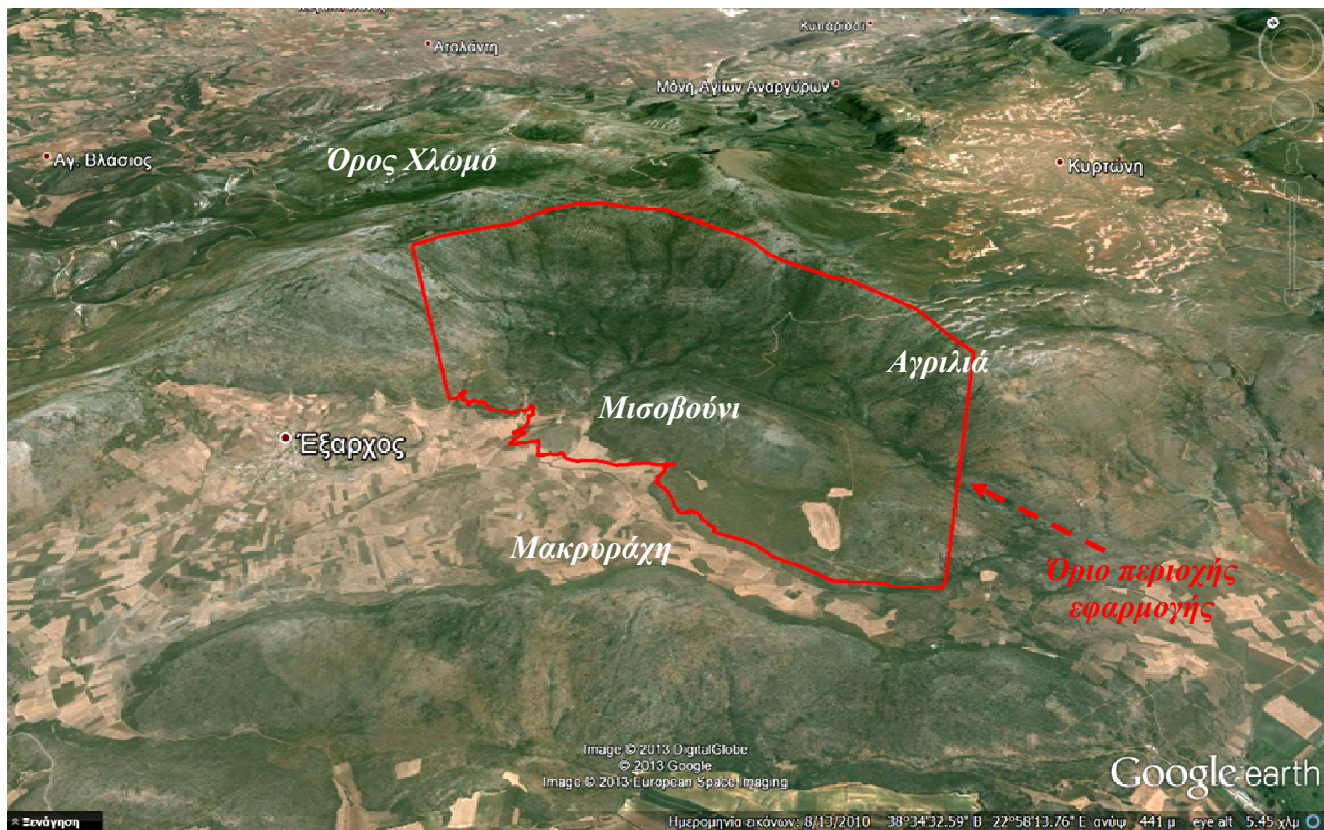 Αταλάντη
Κυπαρίσσι
Μόνη Αγίων Αναργύρων
Αγ. Βλάσιος
Όρος Χλωμό
Κυρτώνη
Αγριλιά
Μισοβούνι
Έξαρχος
Μακρυράχη
Όριο περιοχής
εφαρμογής
Image © 2013 DigitalGlobe
© 2013 Google
Image © 2013 European Space Imaging
Google earth
Ξενάγηση
Ημερομηνία εικόνων: 8/13/2010 38°34'32.59" Β 22°58'13.76" Ε ανύψ 441 μ eye alt 5.45 χλμ